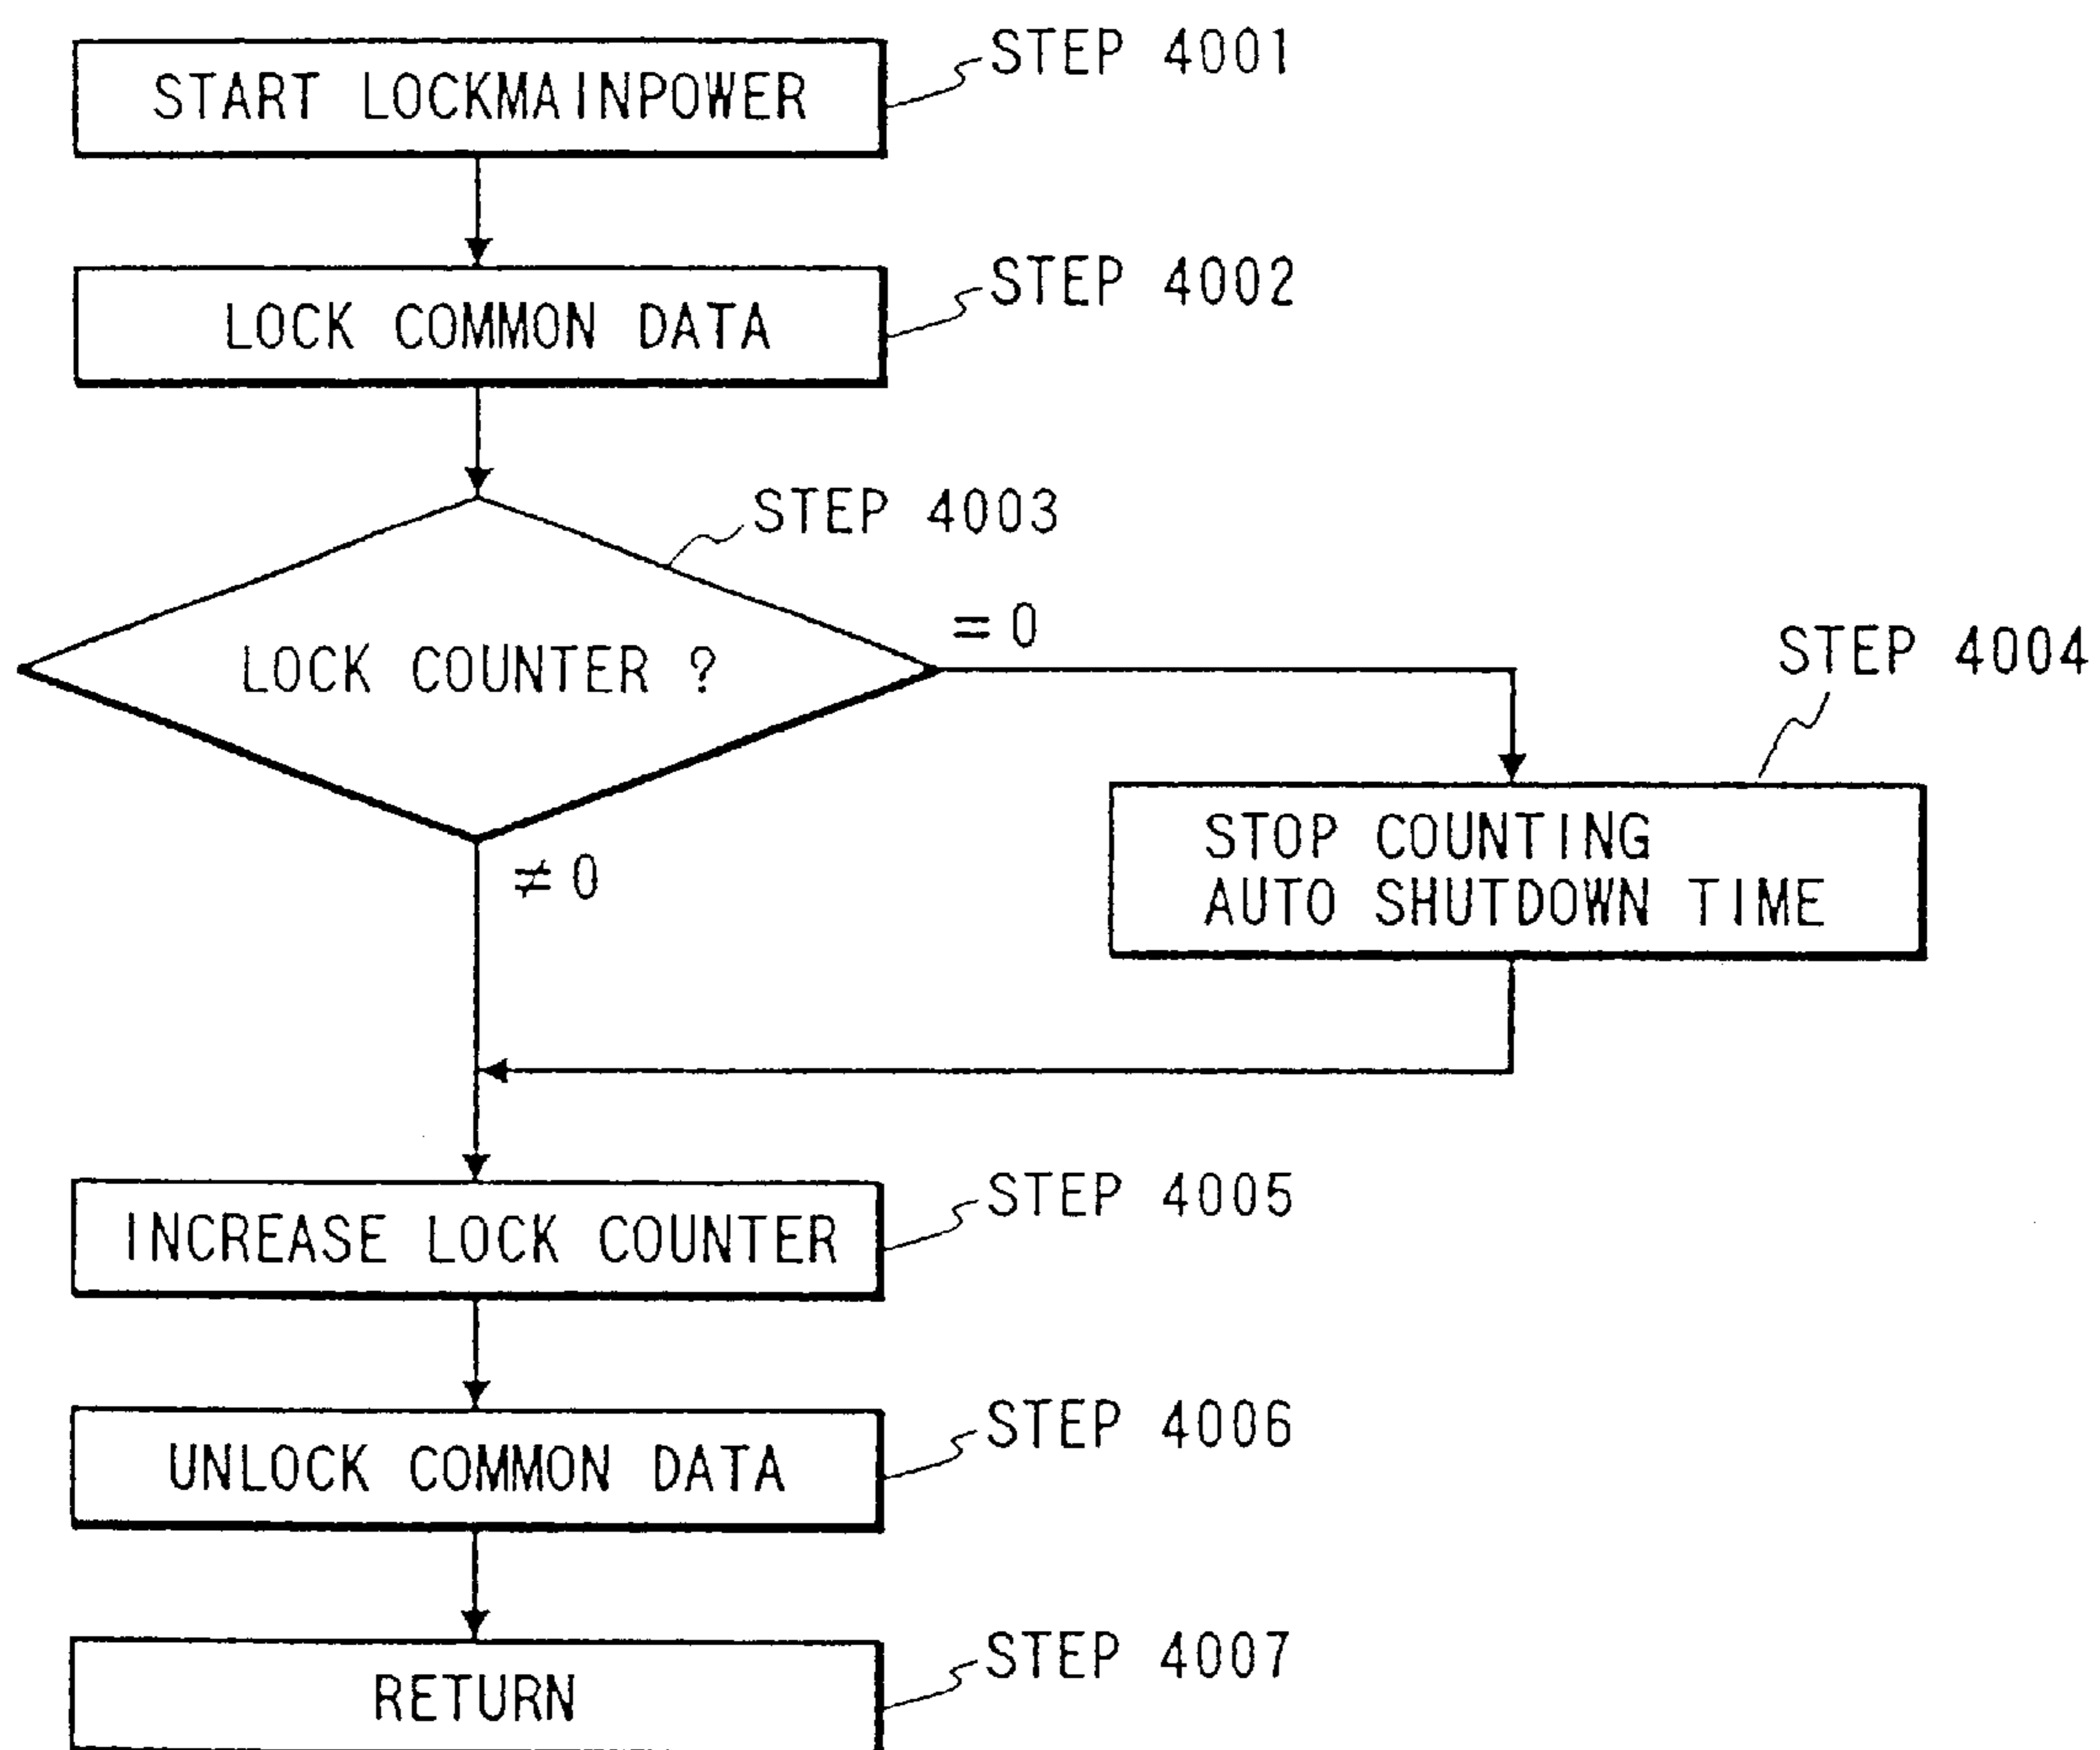 START LOCKMAINPOWER
STEP 4001
LOCK COMMON DATA
STEP 4002
STEP 4003
LOCK COUNTER ?
= 0
≠ 0
STEP 4004
STOP COUNTING
AUTO SHUTDOWN TIME
INCREASE LOCK COUNTER
STEP 4005
UNLOCK COMMON DATA
STEP 4006
RETURN
STEP 4007